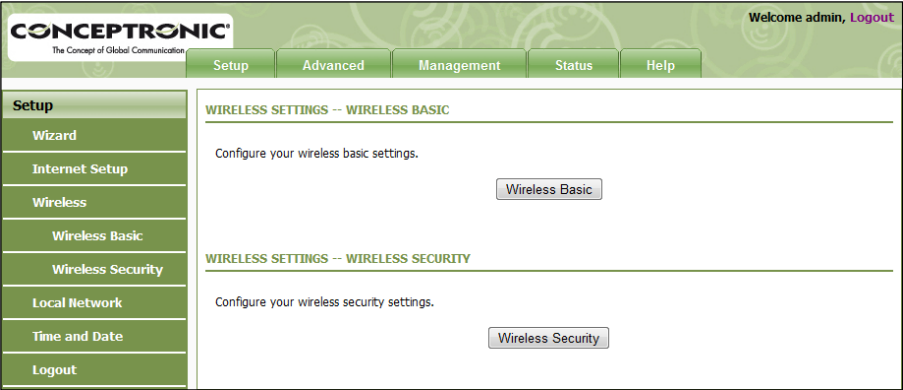 Welcome admin, Logout
CONCEPTRONIC®
The Concept of Global Communication
Setup Advanced Management Status Help
Setup
Wizard
Internet Setup
Wireless
Wireless Basic
Wireless Security
Local Network
Time and Date
Logout
WIRELESS SETTINGS -- WIRELESS BASIC
Configure your wireless basic settings.
Wireless Basic
WIRELESS SETTINGS -- WIRELESS SECURITY
Configure your wireless security settings.
Wireless Security